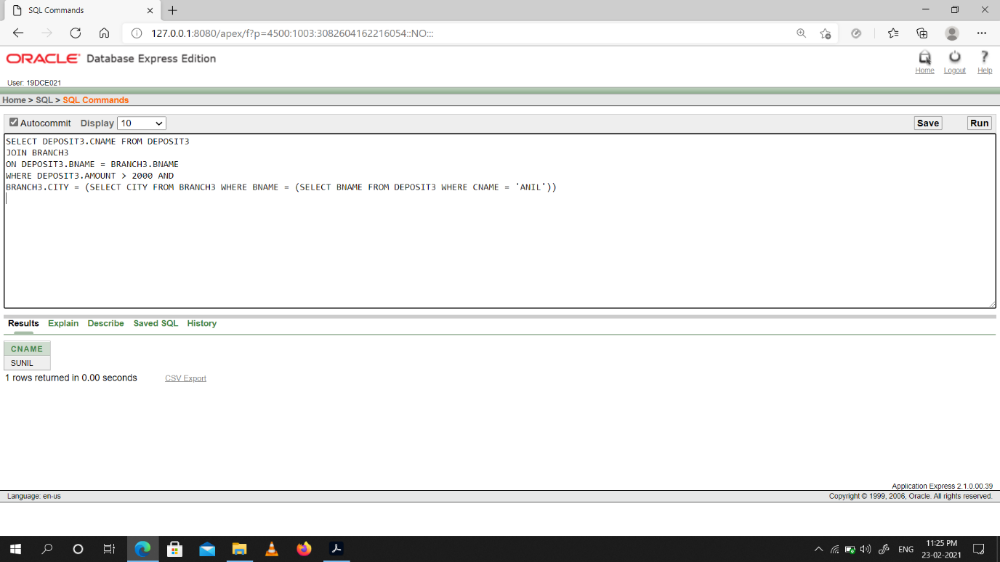 SQL Commands
127.0.0.1:8080/apex/f?p=4500:1003:3082604162216054::NO:::
ORACLE Database Express Edition
Home Logout Help
User: 19DCE021
Home > SQL > SQL Commands
Autocommit Display 10 Save Run
SELECT DEPOSIT3.CNAME FROM DEPOSIT3
JOIN BRANCH3
ON DEPOSIT3.BNAME = BRANCH3.BNAME
WHERE DEPOSIT3.AMOUNT > 2000 AND
BRANCH3.CITY = (SELECT CITY FROM BRANCH3 WHERE BNAME = (SELECT BNAME FROM DEPOSIT3 WHERE CNAME = 'ANIL'))
Results Explain Describe Saved SQL History
CNAME
SUNIL
1 rows returned in 0.00 seconds CSV Export
Application Express 2.1.0.00.39
Language: en-us Copyright © 1999, 2006, Oracle. All rights reserved.
ENG 11:25 PM
23-02-2021